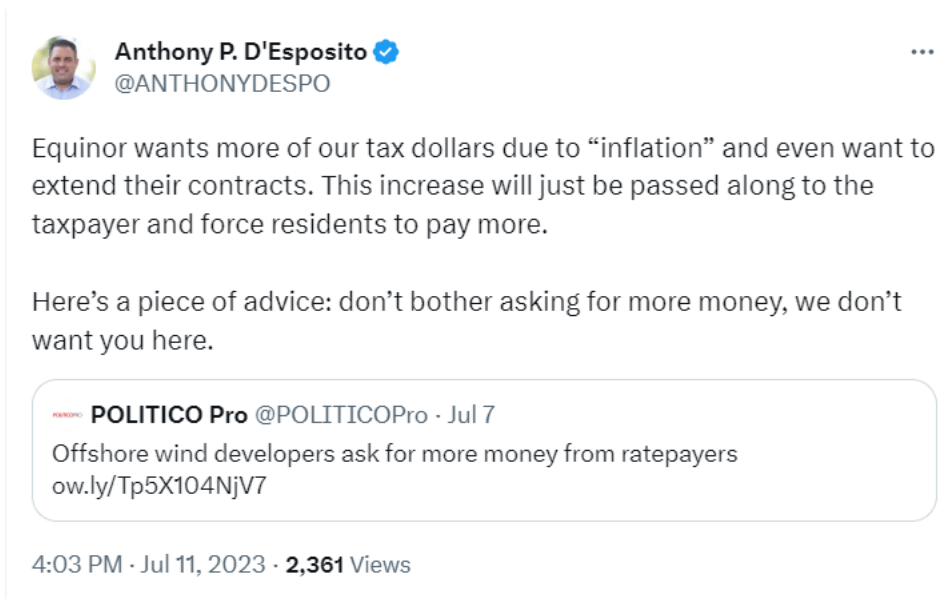 Anthony P. D'Esposito
@ANTHONYDESPO
Equinor wants more of our tax dollars due to “inflation” and even want to
extend their contracts. This increase will just be passed along to the
taxpayer and force residents to pay more.
Here’s a piece of advice: don’t bother asking for more money, we don’t
want you here.
POLITICOPRO POLITICO Pro @POLITICOPro · Jul 7
Offshore wind developers ask for more money from ratepayers
ow.ly/Tp5X104NjV7
4:03 PM · Jul 11, 2023 · 2,361 Views